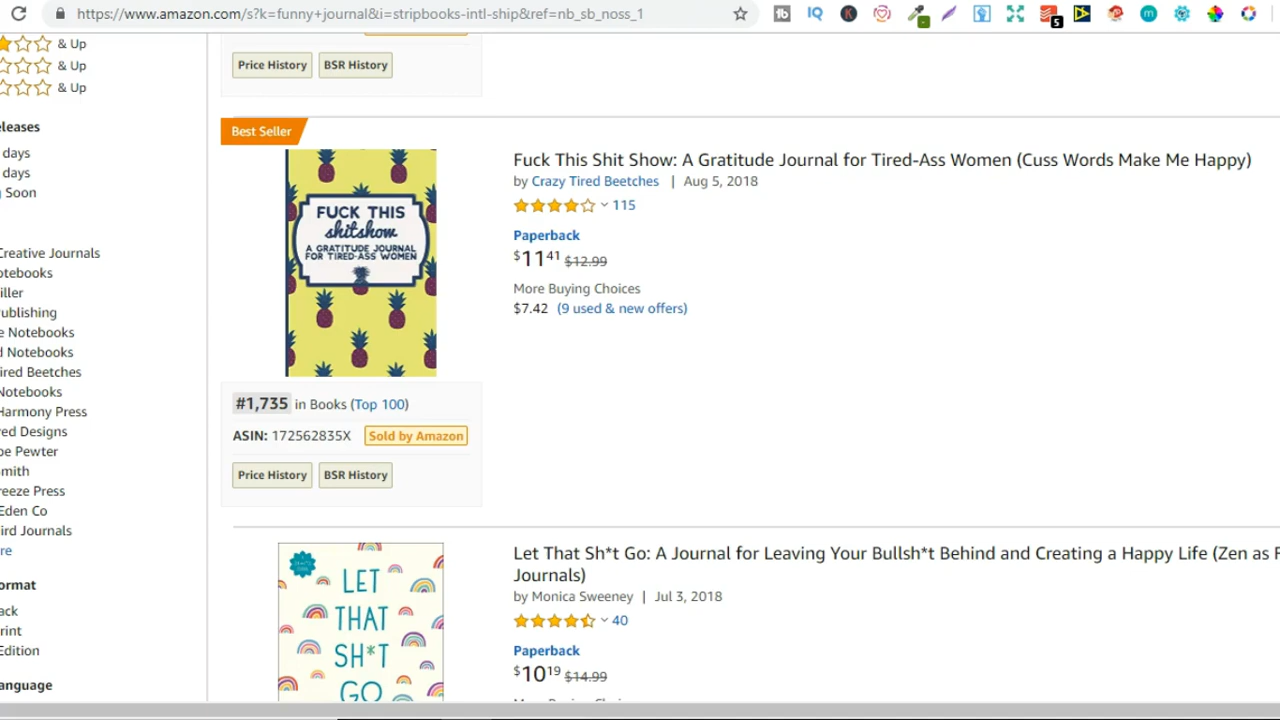 https://www.amazon.com/s?k=funny+journal&i=stripbooks-intl-ship&ref=nb_sb_noss_1
5
& Up
& Up
& Up
eleases
days
days
Soon
Creative Journals
otebooks
iller
ublishing
e Notebooks
d Notebooks
ired Beetches
Notebooks
Harmony Press
red Designs
oe Pewter
mith
reeze Press
Eden Co
ird Journals
re
ormat
ack
rint
Edition
anguage
Price History BSR History
Best Seller
FUCK THIS
shitshow
A GRATITUDE JOURNAL
FOR TIRED-ASS WOMEN
Fuck This Shit Show: A Gratitude Journal for Tired-Ass Women (Cuss Words Make Me Happy)
by Crazy Tired Beetches | Aug 5, 2018
115
Paperback
$11 41 $12.99
More Buying Choices
$7.42 (9 used & new offers)
#1,735 in Books (Top 100)
ASIN: 172562835X Sold by Amazon
Price History BSR History
LET
THAT
SH*T
GO
Let That Sh*t Go: A Journal for Leaving Your Bullsh*t Behind and Creating a Happy Life (Zen as F
Journals)
by Monica Sweeney | Jul 3, 2018
40
Paperback
$10 19 $14.99